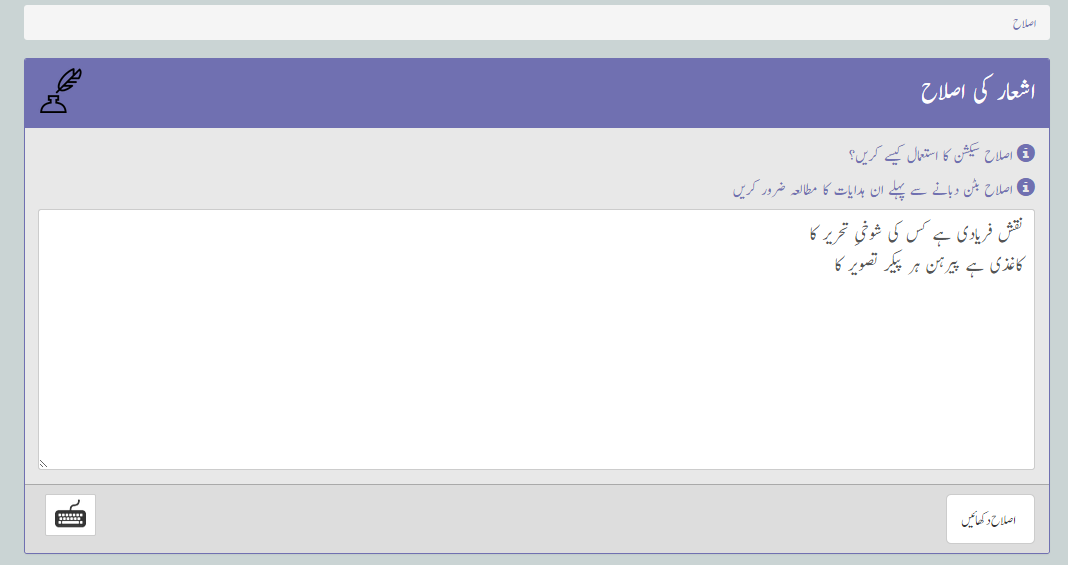 اصلاح
اشعار کی اصلاح
اصلاح سیکشن کا استعمال کیسے کریں؟
اصلاح بٹن دبانے سے پہلے ان ہدایات کا مطالعہ ضرور کریں
نقش فریادی ہے کس کی شوخیِ تحریر کا
کاغذی ہے پیرہن ہر پیکر تصویر کا
اصلاح دکھائیں